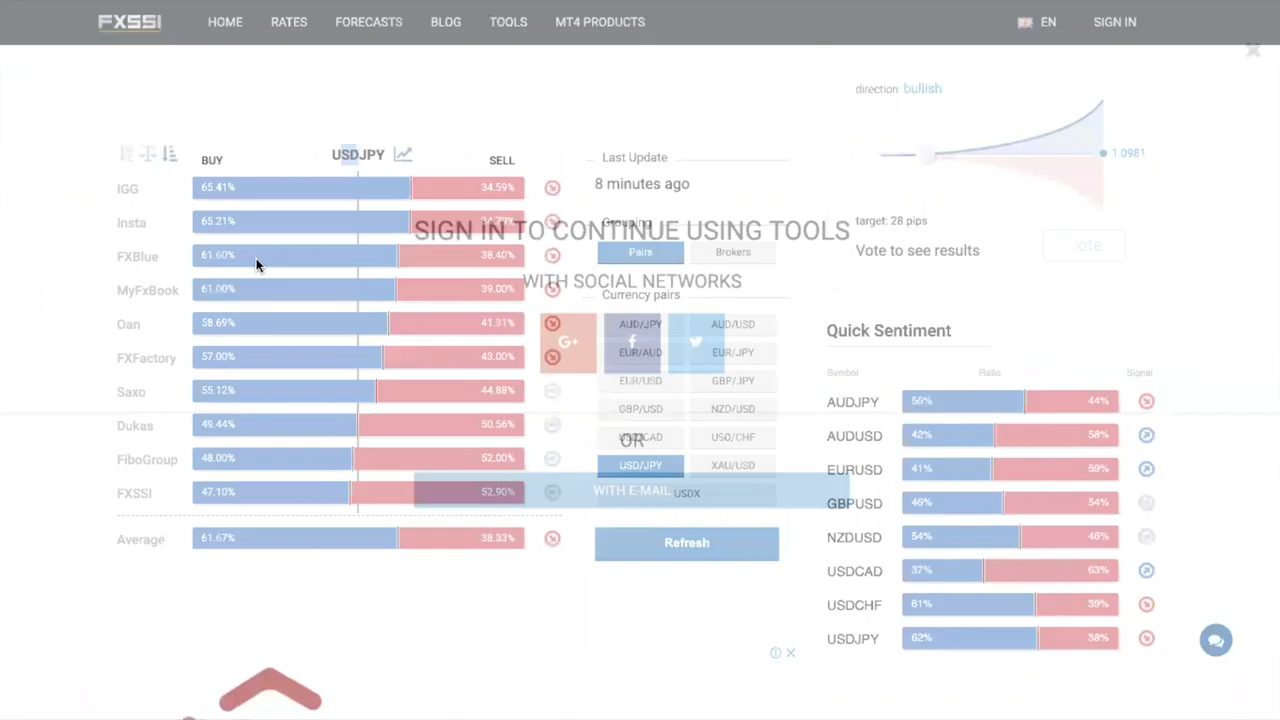 FXSSI HOME RATES FORECASTS BLOG TOOLS MT4 PRODUCTS EN SIGN IN
direction bullish
1.0981
target: 28 pips
Vote to see results
Vote
BUY USDJPY SELL
IGG 65.41% 34.59%
Insta 65.21%
FXBlue 61.60% 38.40%
MyFxBook 61.00% 39.00%
Oan 58.69% 41.31%
FXFactory 57.00% 43.00%
Saxo 55.12% 44.88%
Dukas 49.44% 50.56%
FiboGroup 48.00% 52.00%
FXSSI 47.10% 52.90%
Average 61.67% 38.33%
Last Update
8 minutes ago
Grouping
Pairs Brokers
Currency pairs
AUD/JPY AUD/USD
EUR/AUD EUR/JPY
EUR/USD GBP/JPY
GBP/USD NZD/USD
USD/CAD USD/CHF
USD/JPY XAU/USD
USDX
Refresh
SIGN IN TO CONTINUE USING TOOLS
WITH SOCIAL NETWORKS
G+ f
OR
WITH E-MAIL
Quick Sentiment
Symbol Ratio Signal
AUDJPY 56% 44%
AUDUSD 42% 58%
EURUSD 41% 59%
GBPUSD 46% 54%
NZDUSD 54% 46%
USDCAD 37% 63%
USDCHF 61% 39%
USDJPY 62% 38%